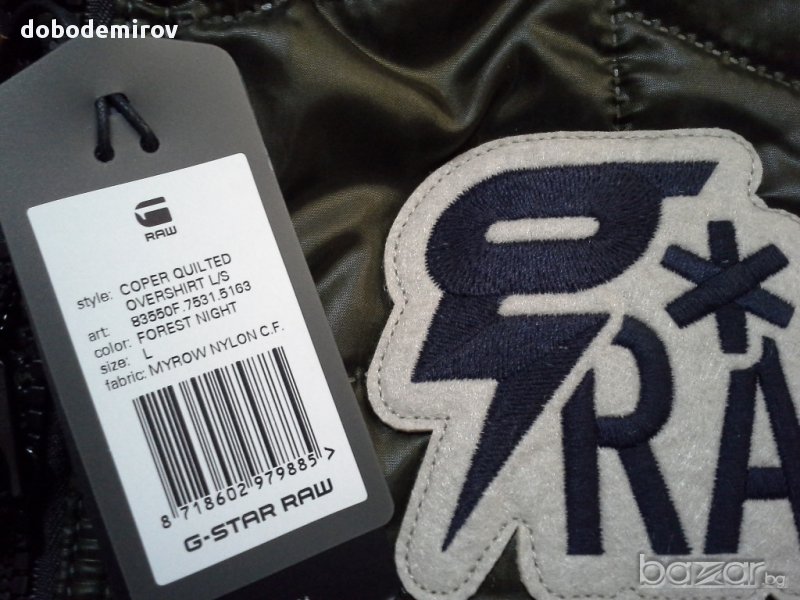 dobodemirov
RAW
style: COPER QUILTED
OVERSHIRT L/S
art: 83550F.7531.5163
color: FOREST NIGHT
size: L
fabric: MYROW NYLON C.F.
8 718602 979885 >
G-STAR RAW
* RA
bazar.bg